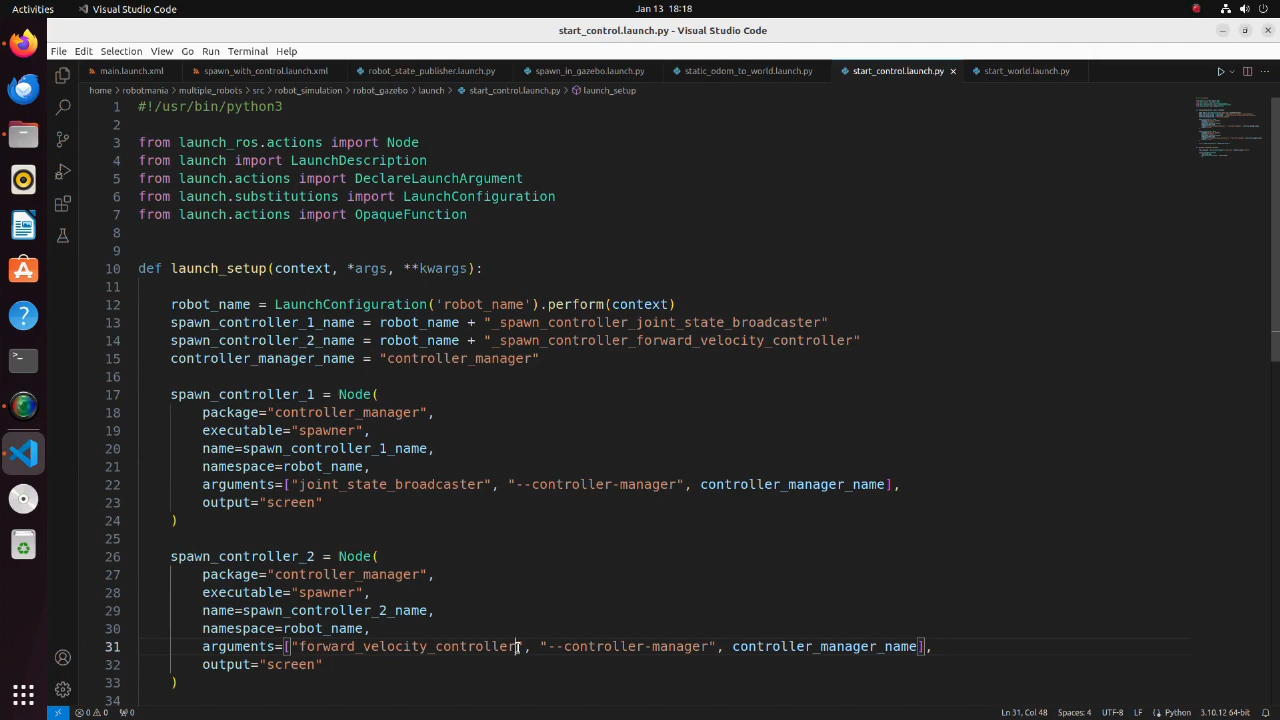 Activities
Visual Studio Code
Jan 13 18:18
start_control.launch.py - Visual Studio Code
File Edit Selection View Go Run Terminal Help
main.launch.xml
spawn_with_control.launch.xml
robot_state_publisher.launch.py
spawn_in_gazebo.launch.py
static_odom_to_world.launch.py
start_control.launch.py
start_world.launch.py
home > robotmania > multiple_robots > src > robot_simulation > robot_gazebo > launch > start_control.launch.py > launch_setup
1 #!/usr/bin/python3
2
3 from launch_ros.actions import Node
4 from launch import LaunchDescription
5 from launch.actions import DeclareLaunchArgument
6 from launch.substitutions import LaunchConfiguration
7 from launch.actions import OpaqueFunction
8
9
10 def launch_setup(context, *args, **kwargs):
11
12 robot_name = LaunchConfiguration('robot_name').perform(context)
13 spawn_controller_1_name = robot_name + "_spawn_controller_joint_state_broadcaster"
14 spawn_controller_2_name = robot_name + "_spawn_controller_forward_velocity_controller"
15 controller_manager_name = "controller_manager"
16
17 spawn_controller_1 = Node(
18 package="controller_manager",
19 executable="spawner",
20 name=spawn_controller_1_name,
21 namespace=robot_name,
22 arguments=["joint_state_broadcaster", "--controller-manager", controller_manager_name],
23 output="screen"
24 )
25
26 spawn_controller_2 = Node(
27 package="controller_manager",
28 executable="spawner",
29 name=spawn_controller_2_name,
30 namespace=robot_name,
31 arguments=["forward_velocity_controller", "--controller-manager", controller_manager_name],
32 output="screen"
33 )
34
0 0 0 Ln 31, Col 48 Spaces: 4 UTF-8 LF Python 3.10.12 64-bit